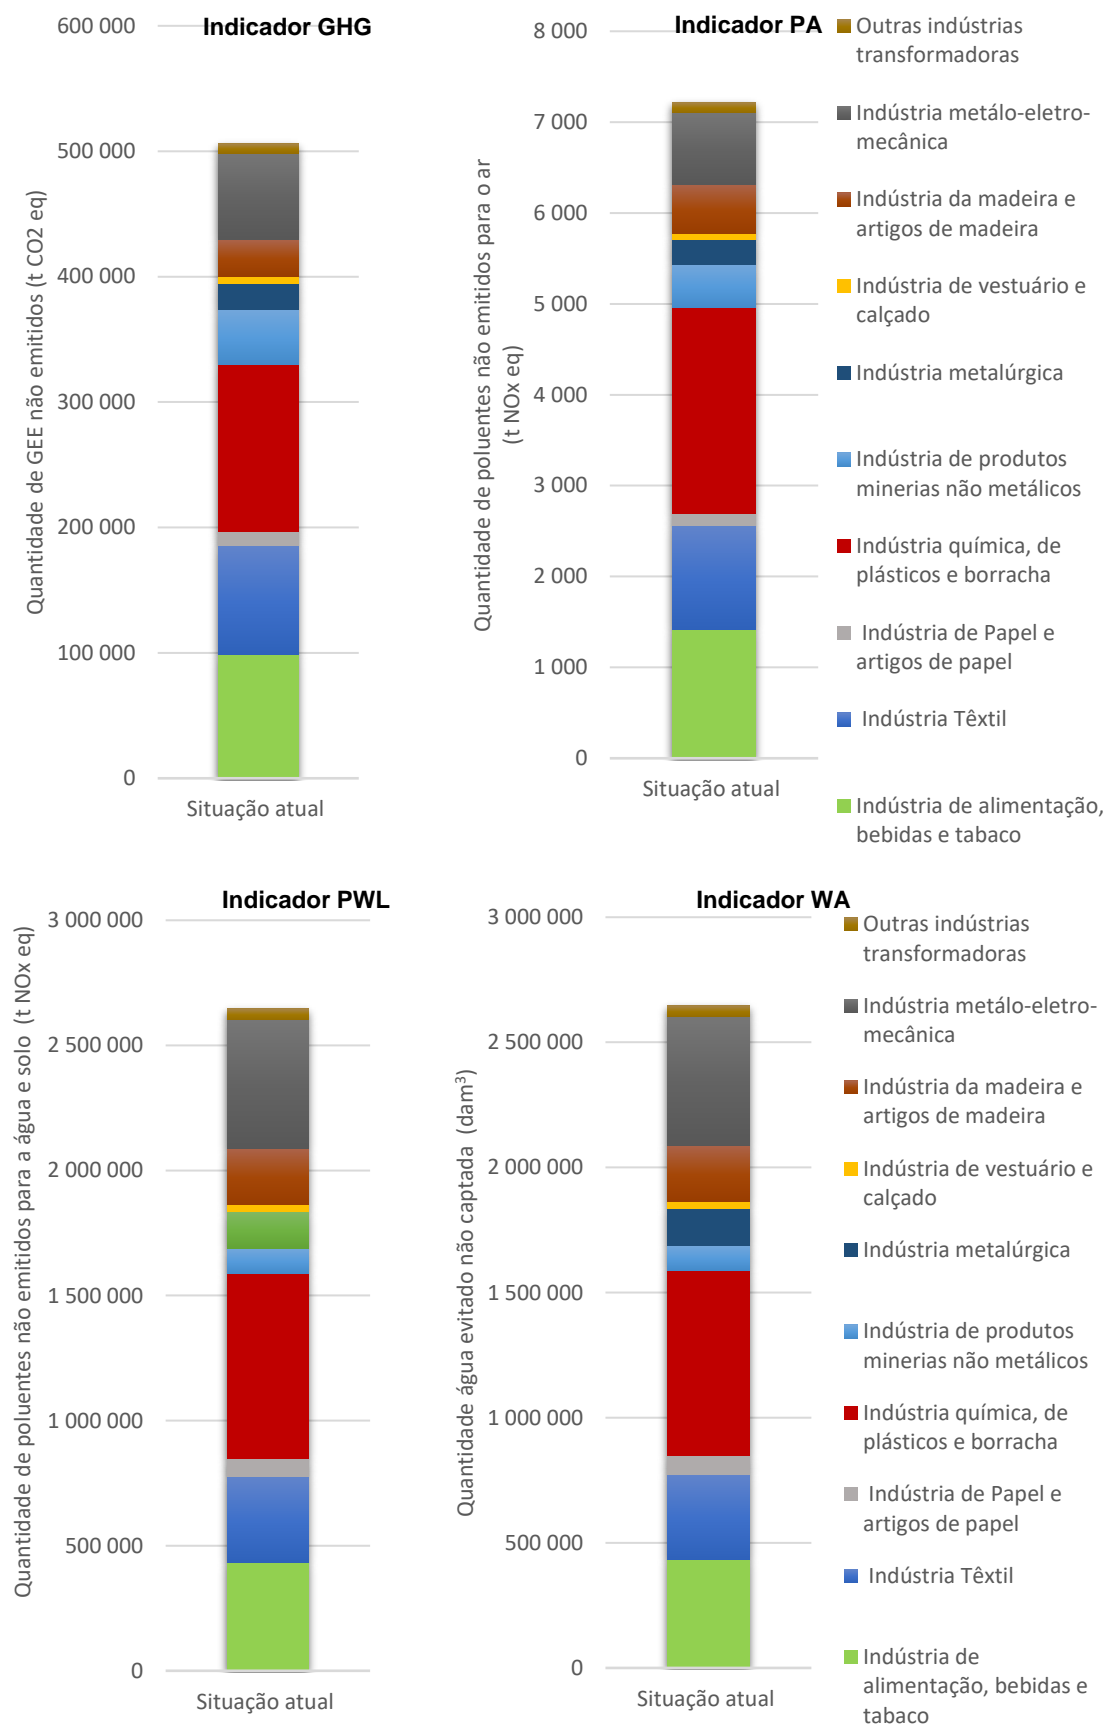 Indicador GHG
Quantidade de GEE não emitidos (t CO2 eq)
600 000
500 000
400 000
300 000
200 000
100 000
0
Situação atual
Indicador PA
Quantidade de poluentes não emitidos para o ar
(t NOx eq)
8 000
7 000
6 000
5 000
4 000
3 000
2 000
1 000
0
Situação atual
Outras indústrias
transformadoras
Indústria metálo-eletro-
mecânica
Indústria da madeira e
artigos de madeira
Indústria de vestuário e
calçado
Indústria metalúrgica
Indústria de produtos
minerias não metálicos
Indústria química, de
plásticos e borracha
Indústria de Papel e
artigos de papel
Indústria Têxtil
Indústria de alimentação,
bebidas e tabaco
Indicador PWL
Quantidade de poluentes não emitidos para a água e solo (t NOx eq)
3 000 000
2 500 000
2 000 000
1 500 000
1 000 000
500 000
0
Situação atual
Indicador WA
Quantidade água evitado não captada (dam³)
3 000 000
2 500 000
2 000 000
1 500 000
1 000 000
500 000
0
Situação atual
Outras indústrias
transformadoras
Indústria metálo-eletro-
mecânica
Indústria da madeira e
artigos de madeira
Indústria de vestuário e
calçado
Indústria metalúrgica
Indústria de produtos
minerias não metálicos
Indústria química, de
plásticos e borracha
Indústria de Papel e
artigos de papel
Indústria Têxtil
Indústria de
alimentação, bebidas e
tabaco